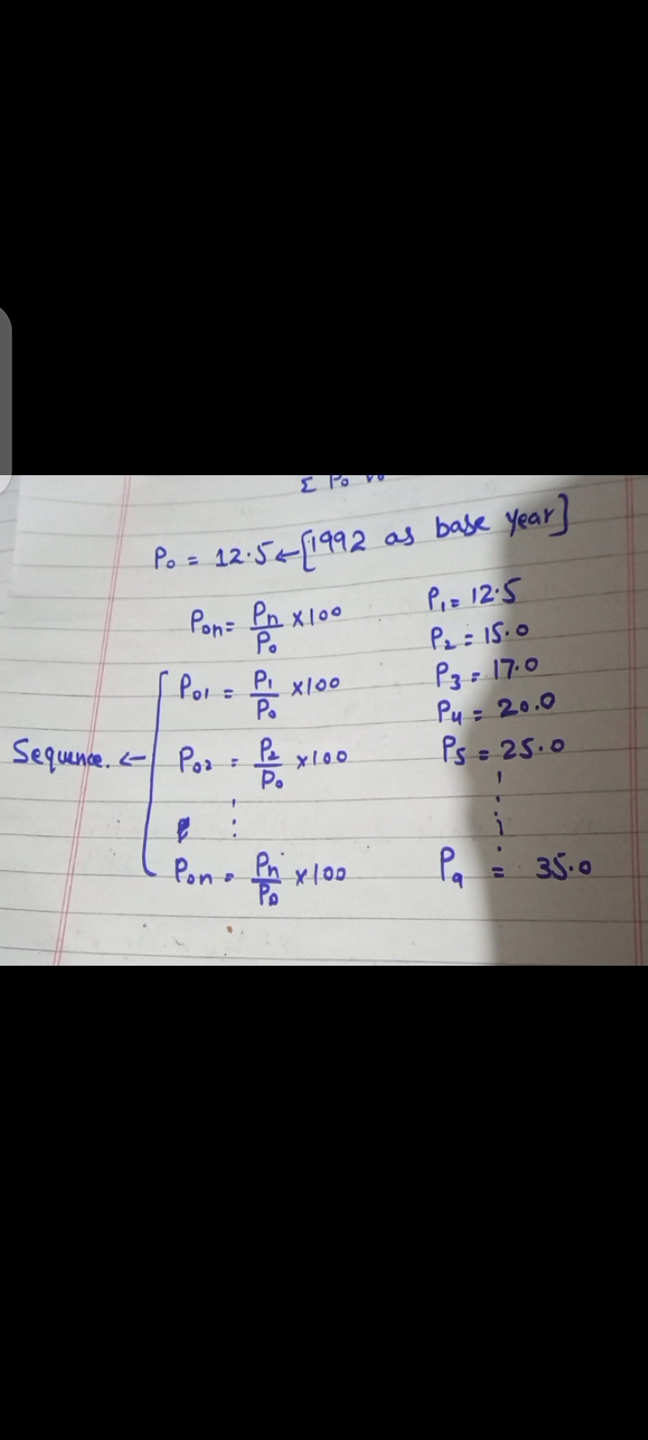 P₀ = 12.5 ← [1992 as base year]
P₀n = Pn/P₀ ×100
P₁ = 12.5
P₂ = 15.0
P₀₁ = P₁/P₀ ×100
P₃ = 17.0
P₄ = 20.0
Sequence. ← P₀₂ = P₂/P₀ ×100
P₅ = 25.0
P₀n = Pn/P₀ ×100
P₉ = 35.0